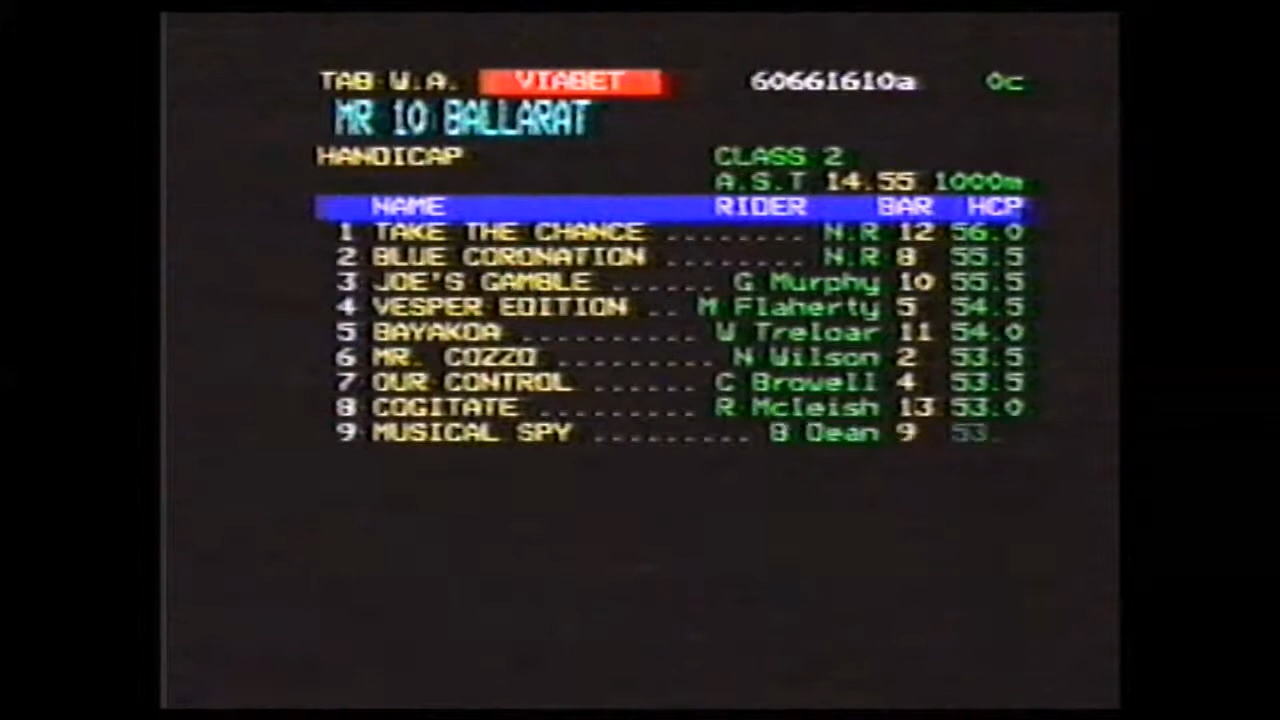 TAB W.A. VIABET 60661610a 0c
MR 10 BALLARAT
HANDICAP CLASS 2
A.S.T 14.55 1000m
NAME RIDER BAR HCP
1 TAKE THE CHANCE ........ N.R 12 56.0
2 BLUE CORONATION ........ N.R 8 55.5
3 JOE'S GAMBLE ...... G Murphy 10 55.5
4 VESPER EDITION .. M Flaherty 5 54.5
5 BAYAKOA ........... W Treloar 11 54.0
6 MR. COZZO ......... N Wilson 2 53.5
7 OUR CONTROL ...... C Browell 4 53.5
8 COGITATE ......... R McLeish 13 53.0
9 MUSICAL SPY ......... B Dean 9 53.